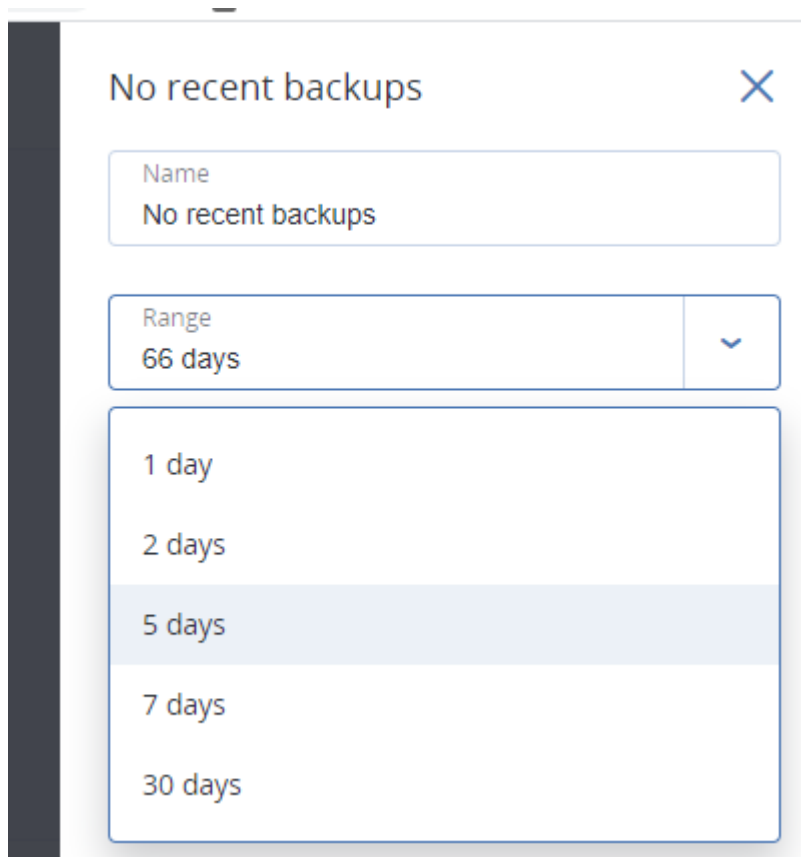 No recent backups
Name
No recent backups
Range
66 days
1 day
2 days
5 days
7 days
30 days